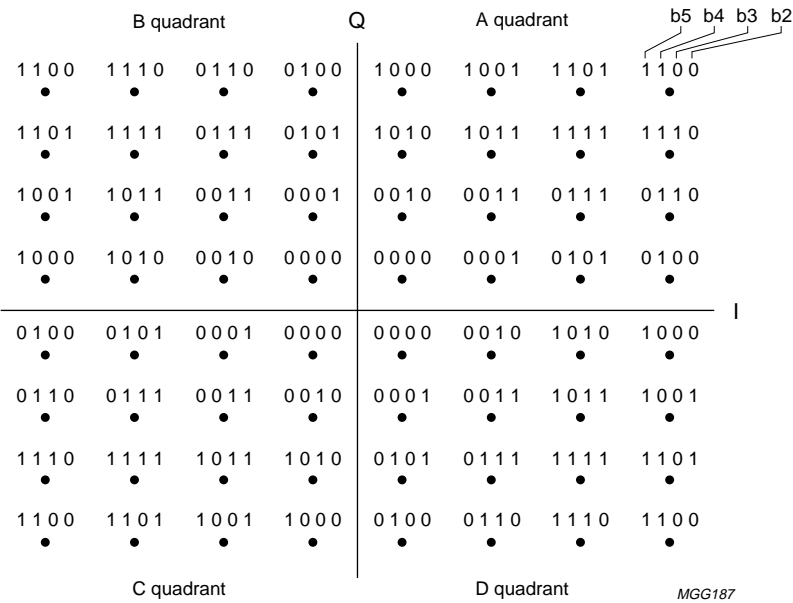 B quadrant Q A quadrant b5 b4 b3 b2
1100 1110 0110 0100 1000 1001 1101 1100
1101 1111 0111 0101 1010 1011 1111 1110
1001 1011 0011 0001 0010 0011 0111 0110
1000 1010 0010 0000 0000 0001 0101 0100
I
0100 0101 0001 0000 0000 0010 1010 1000
0110 0111 0011 0010 0001 0011 1011 1001
1110 1111 1011 1010 0101 0111 1111 1101
1100 1101 1001 1000 0100 0110 1110 1100
C quadrant D quadrant MGG187